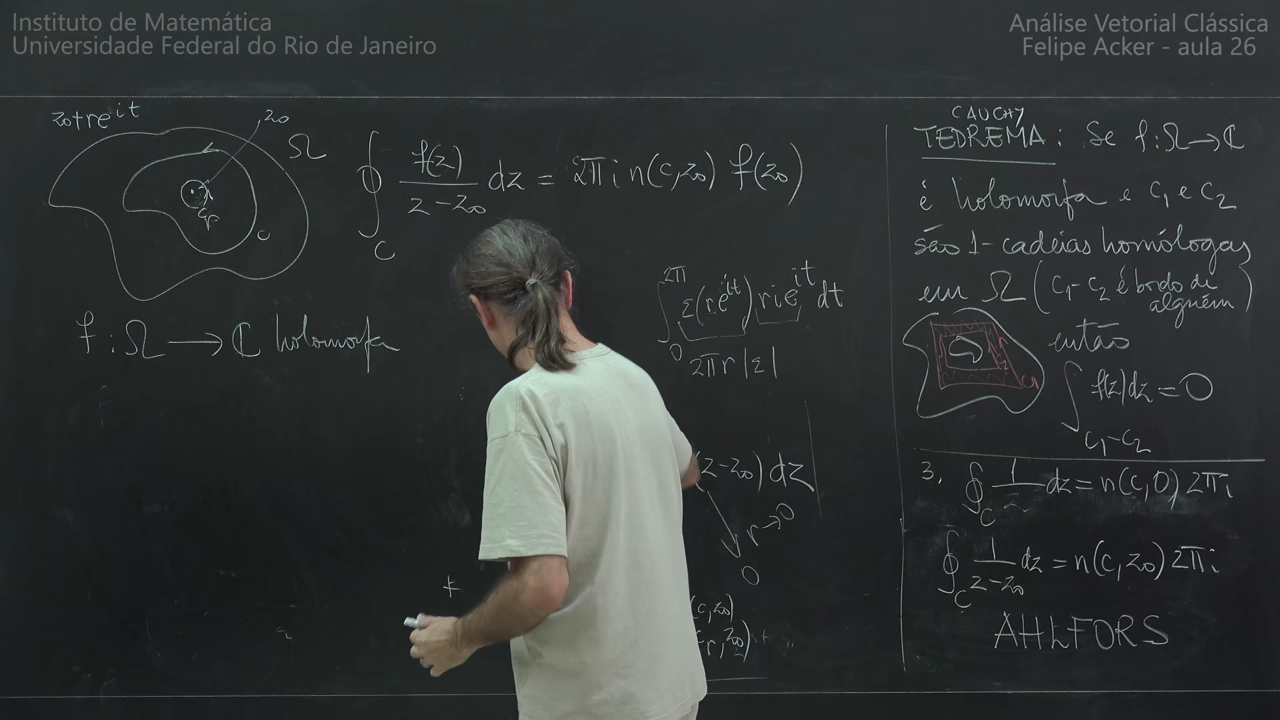 Instituto de Matemática
Universidade Federal do Rio de Janeiro
Análise Vetorial Clássica
Felipe Acker - aula 26
z₀+re^{it}
z₀
Ω
c_r
c
∮_C f(z)/(z-z₀) dz = 2πi n(c,z₀) f(z₀)
f : Ω → ℂ holomorfa
∫₀^{2π} ε(re^{it}) rie^{it} dt
2πr|ε|
(z-z₀) dz
r→0
0
(c,z₀)
r,z₀)
CAUCHY
TEOREMA : Se f : Ω → ℂ
é holomorfa e c₁ e c₂
são 1-cadeias homólogas
em Ω (c₁-c₂ é bordo de
alguém)
então
∫_{c₁-c₂} f(z)dz = 0
3. ∮_C 1/z dz = n(c,0) 2πi
∮_C 1/(z-z₀) dz = n(c,z₀) 2πi
AHLFORS